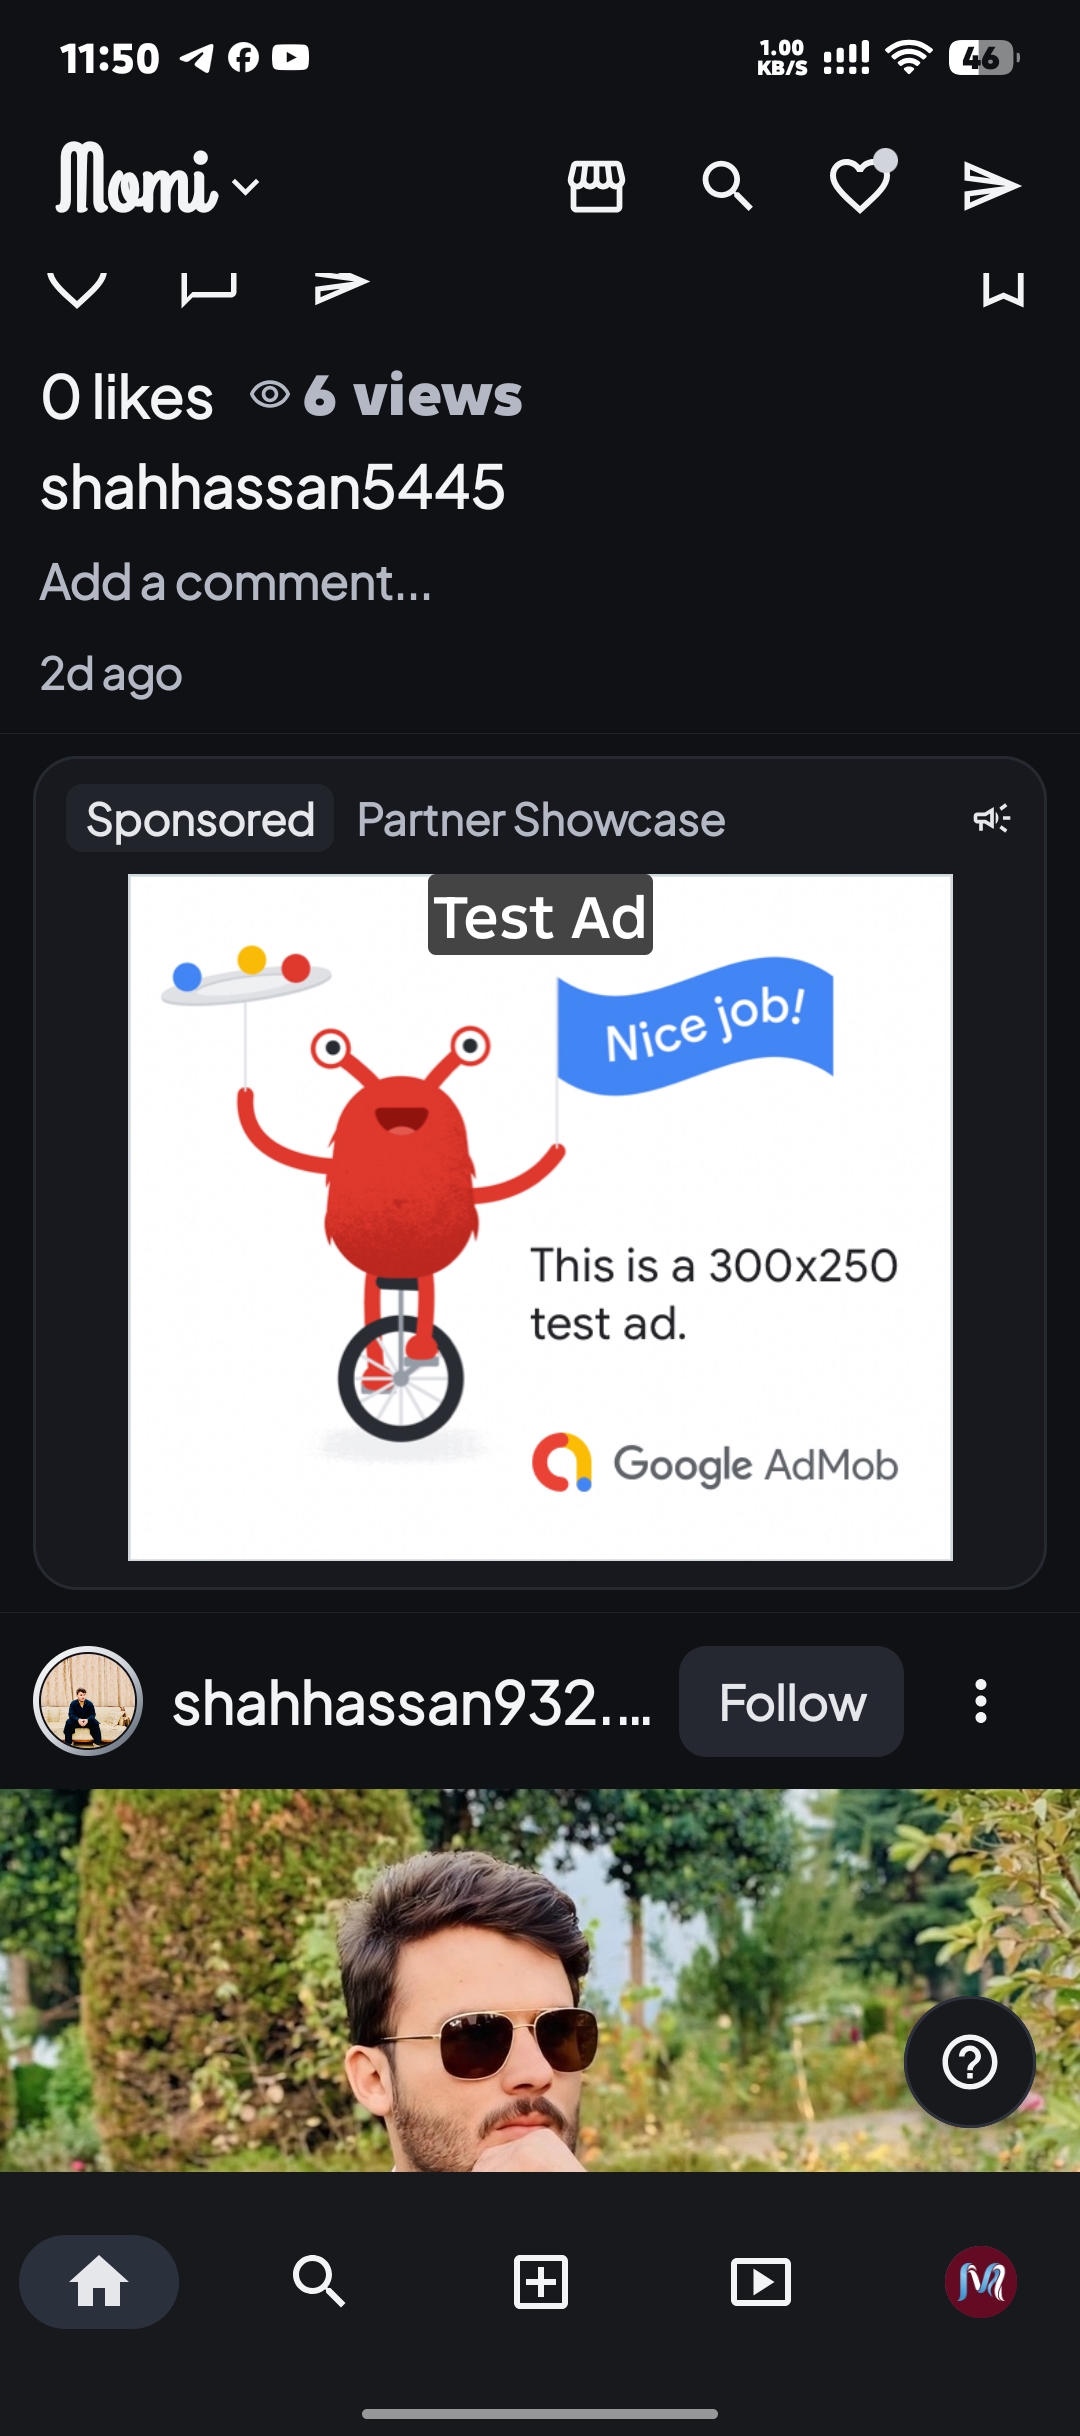 11:50
1.00
KB/S
46
Momi
0 likes
6 views
shahhassan5445
Add a comment...
2d ago
Sponsored
Partner Showcase
Test Ad
Nice job!
This is a 300x250
test ad.
Google AdMob
shahhassan932....
Follow